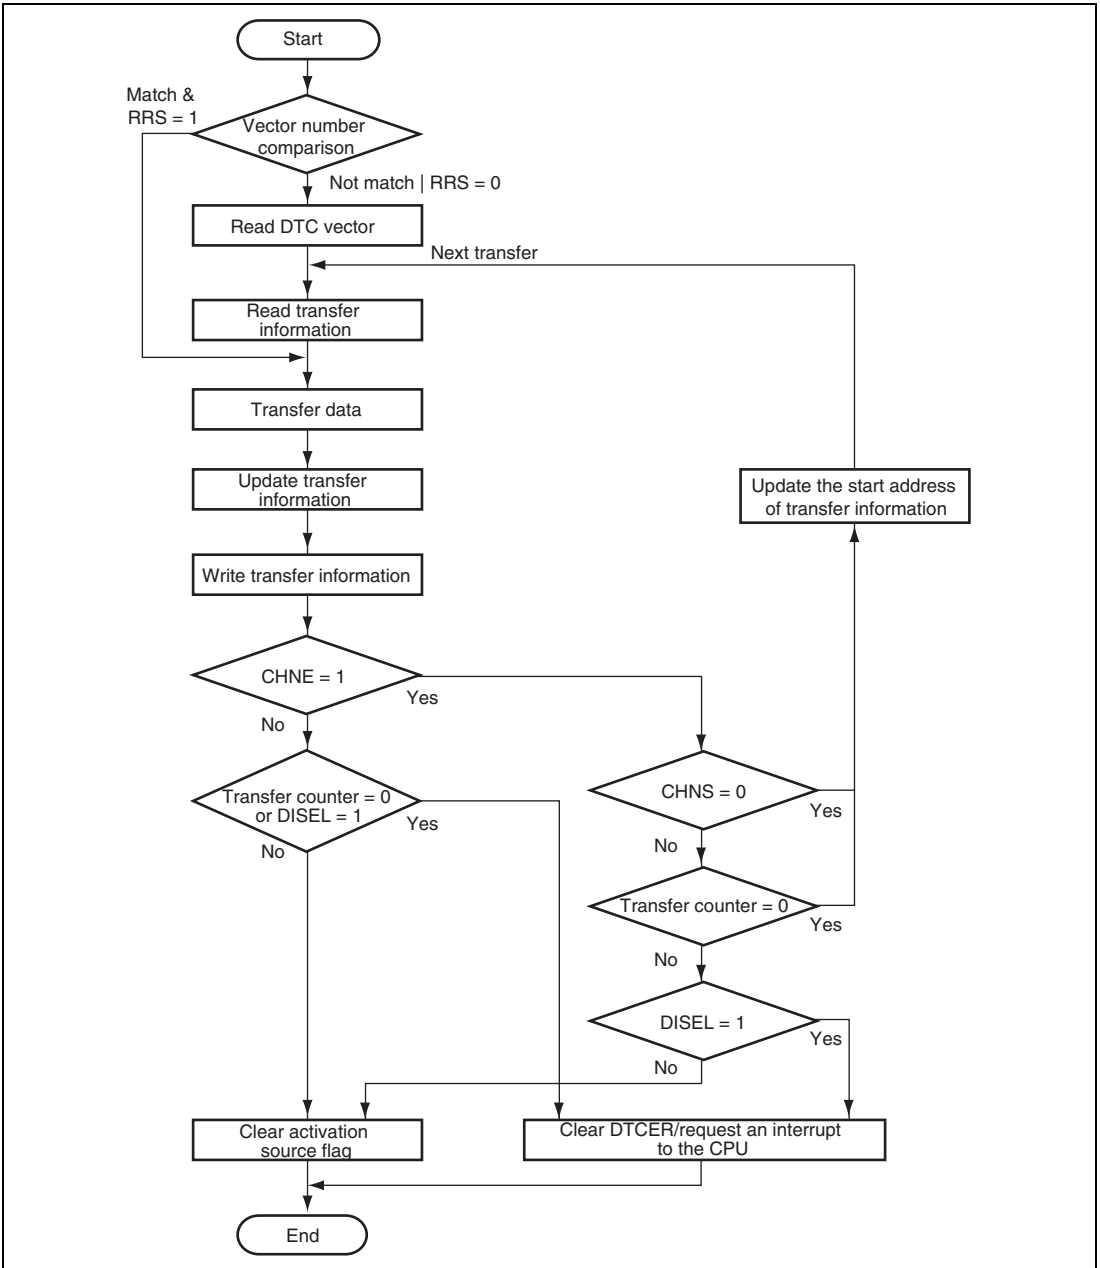 Start
Match &
RRS = 1
Vector number
comparison
Not match | RRS = 0
Read DTC vector
Next transfer
Read transfer
information
Transfer data
Update transfer
information
Update the start address
of transfer information
Write transfer information
CHNE = 1
Yes
No
Transfer counter = 0
or DISEL = 1
Yes
No
CHNS = 0
Yes
No
Transfer counter = 0
Yes
No
DISEL = 1
Yes
No
Clear activation
source flag
Clear DTCER/request an interrupt
to the CPU
End